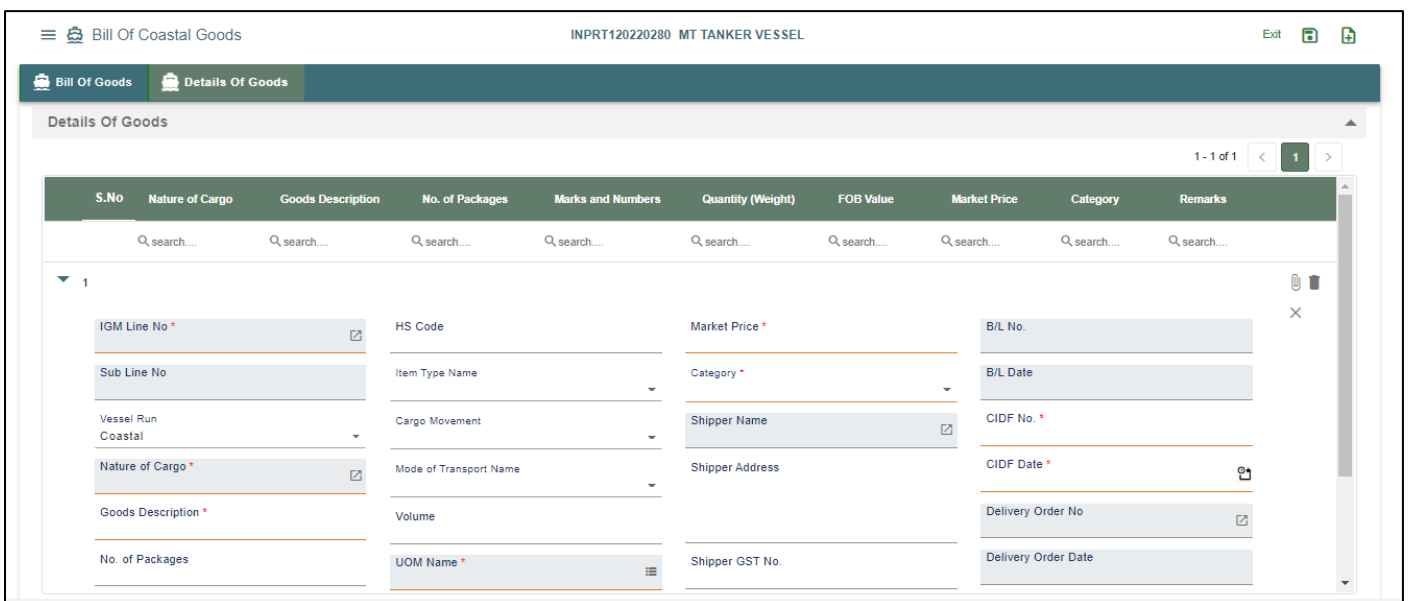 Bill Of Coastal Goods INPRT120220280 MT TANKER VESSEL Exit
Bill Of Goods Details Of Goods
Details Of Goods
1 - 1 of 1 < 1 >
S.No Nature of Cargo Goods Description No. of Packages Marks and Numbers Quantity (Weight) FOB Value Market Price Category Remarks
search.... search.... search.... search.... search.... search.... search.... search.... search....
1
IGM Line No * HS Code Market Price * B/L No.
Sub Line No Item Type Name Category * B/L Date
Vessel Run Cargo Movement Shipper Name CIDF No. *
Coastal
Nature of Cargo * Mode of Transport Name Shipper Address CIDF Date *
Goods Description * Volume Delivery Order No
No. of Packages UOM Name * Shipper GST No. Delivery Order Date